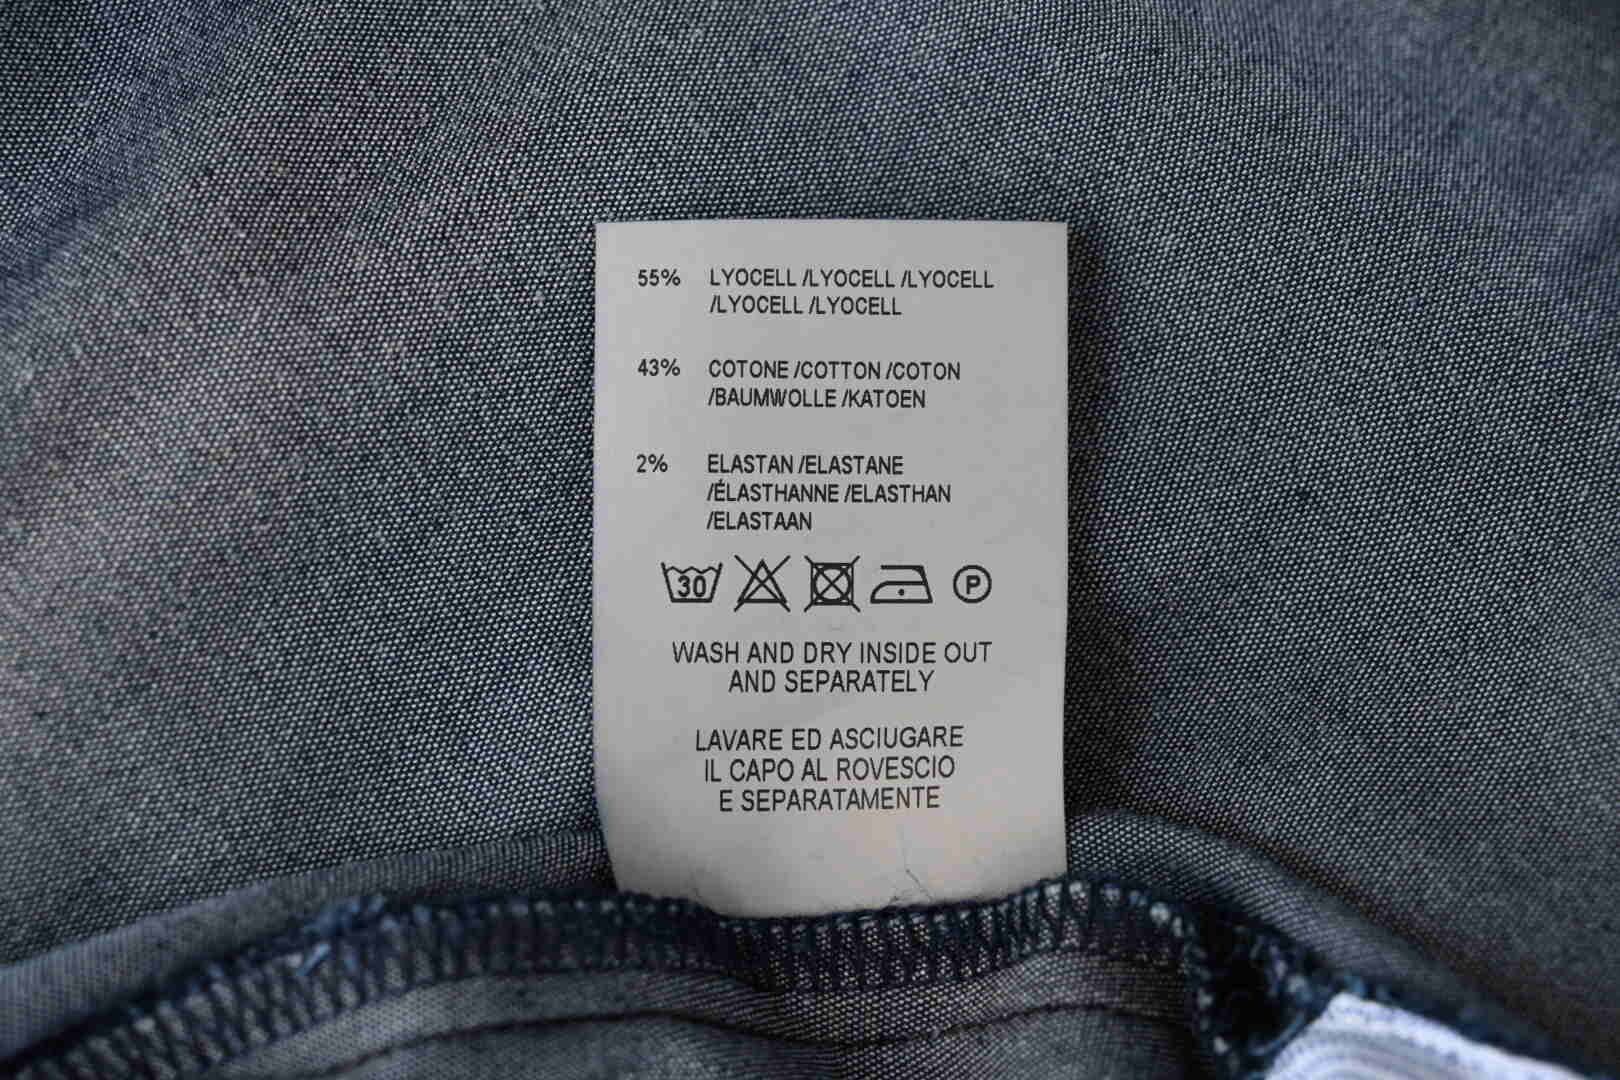 55% LYOCELL /LYOCELL /LYOCELL
/LYOCELL /LYOCELL
43% COTONE /COTTON /COTON
/BAUMWOLLE /KATOEN
2% ELASTAN /ELASTANE
/ÉLASTHANNE /ELASTHAN
/ELASTAAN
30 P
WASH AND DRY INSIDE OUT
AND SEPARATELY
LAVARE ED ASCIUGARE
IL CAPO AL ROVESCIO
E SEPARATAMENTE